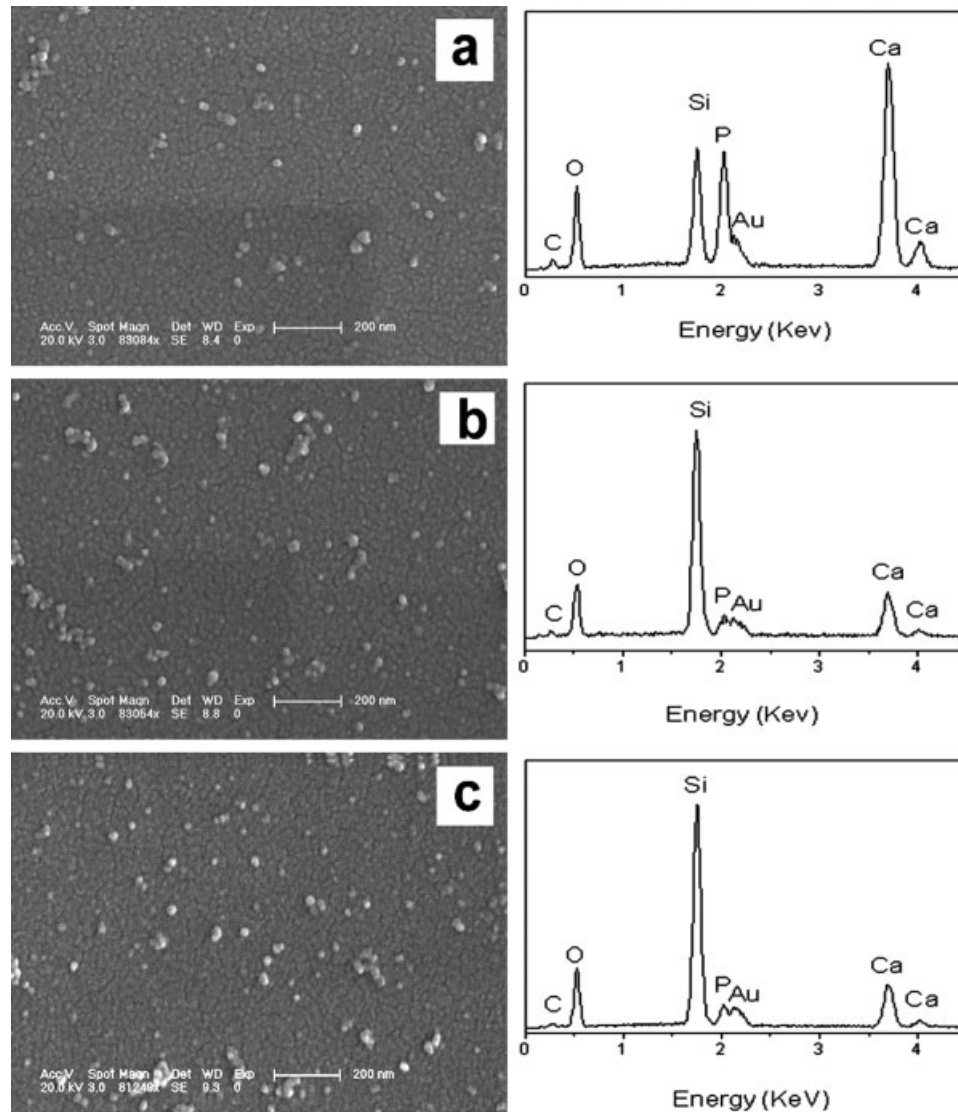 a
Acc.V Spot Magn Det WD Exp
20.0 kV 3.0 83084x SE 8.4 0
200 nm
Ca
Si
P
O
Au
C
Ca
0 1 2 3 4
Energy (Kev)
b
Acc.V Spot Magn Det WD Exp
20.0 kV 3.0 83054x SE 8.8 0
200 nm
Si
O
Ca
P Au
C
Ca
0 1 2 3 4
Energy (Kev)
c
Acc.V Spot Magn Det WD Exp
20.0 kV 3.0 SE 9.3 0
200 nm
Si
O
Ca
P Au
C
Ca
0 1 2 3 4
Energy (KeV)